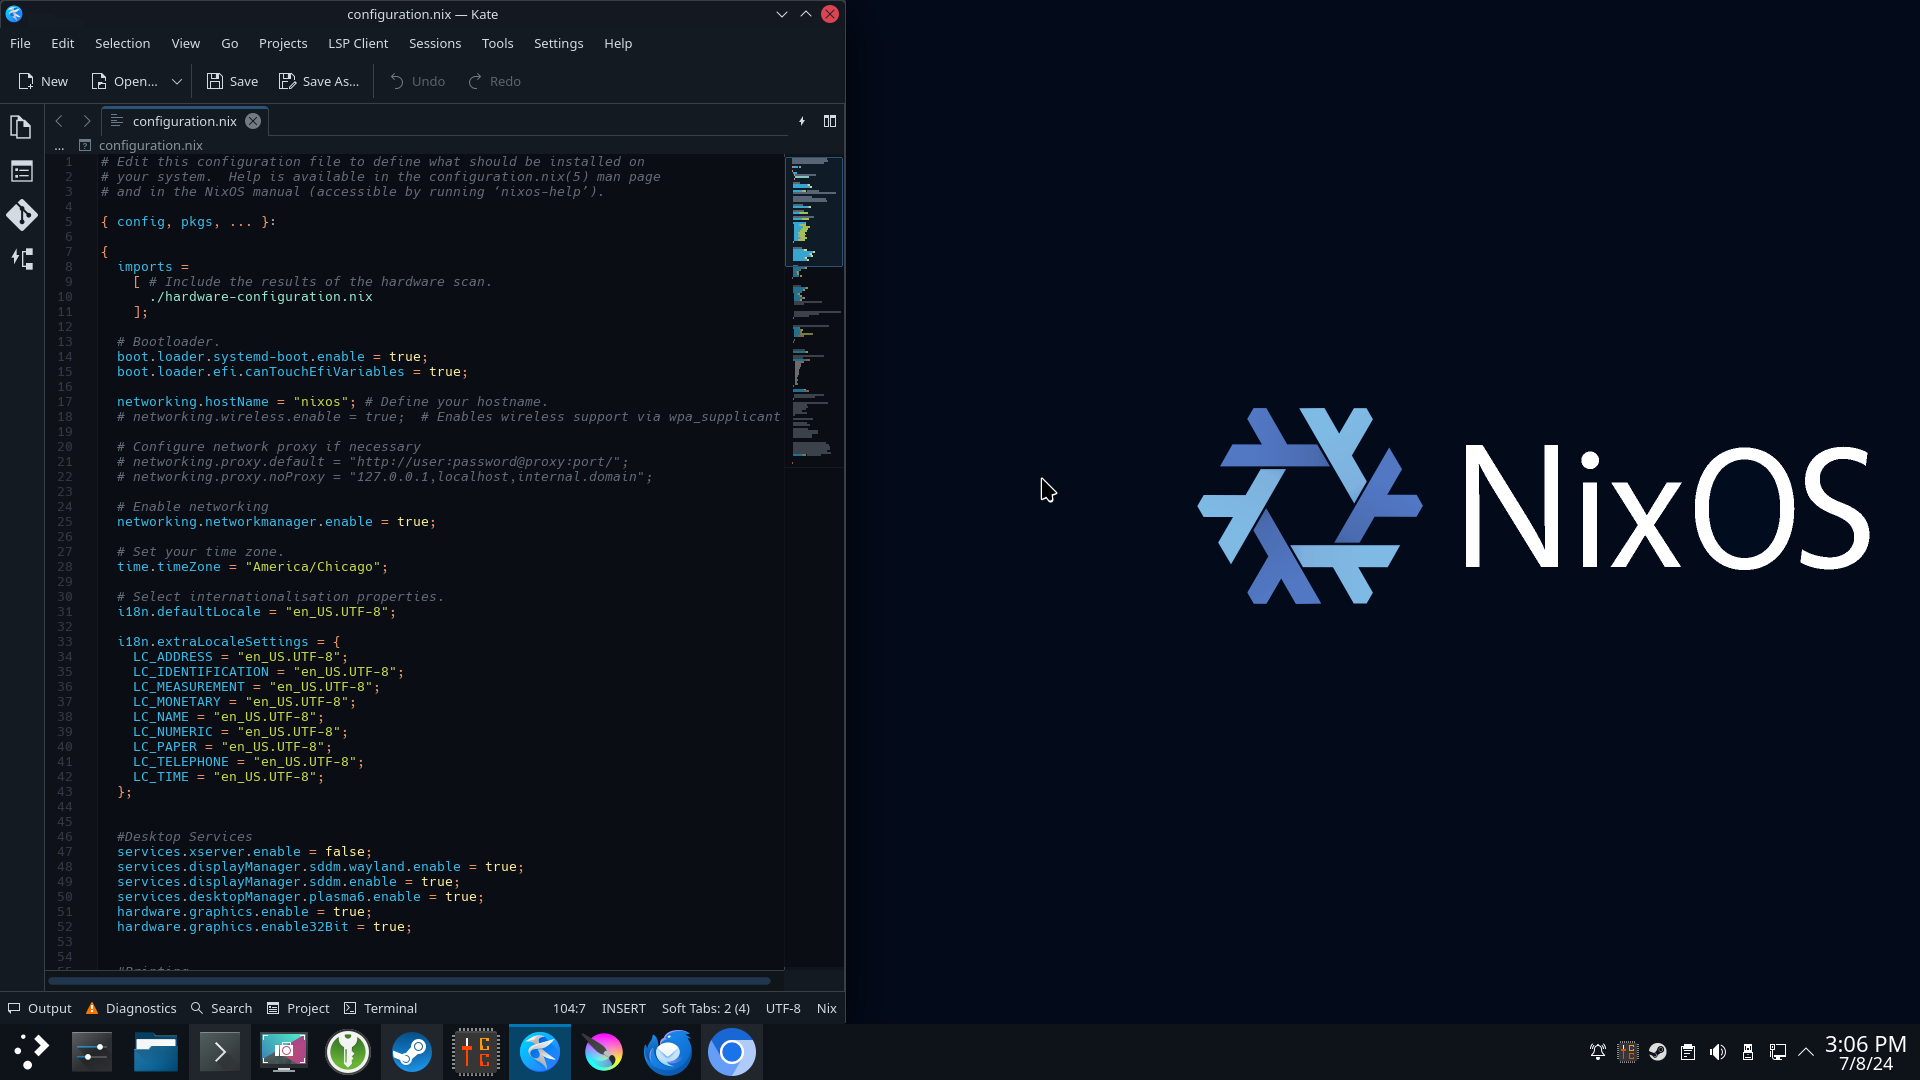 configuration.nix — Kate
File Edit Selection View Go Projects LSP Client Sessions Tools Settings Help
New Open... Save Save As... Undo Redo
configuration.nix
... configuration.nix
1 # Edit this configuration file to define what should be installed on
2 # your system.  Help is available in the configuration.nix(5) man page
3 # and in the NixOS manual (accessible by running ‘nixos-help’).
4
5 { config, pkgs, ... }:
6
7 {
8   imports =
9     [ # Include the results of the hardware scan.
10       ./hardware-configuration.nix
11     ];
12
13   # Bootloader.
14   boot.loader.systemd-boot.enable = true;
15   boot.loader.efi.canTouchEfiVariables = true;
16
17   networking.hostName = "nixos"; # Define your hostname.
18   # networking.wireless.enable = true;  # Enables wireless support via wpa_supplicant
19
20   # Configure network proxy if necessary
21   # networking.proxy.default = "http://user:password@proxy:port/";
22   # networking.proxy.noProxy = "127.0.0.1,localhost,internal.domain";
23
24   # Enable networking
25   networking.networkmanager.enable = true;
26
27   # Set your time zone.
28   time.timeZone = "America/Chicago";
29
30   # Select internationalisation properties.
31   i18n.defaultLocale = "en_US.UTF-8";
32
33   i18n.extraLocaleSettings = {
34     LC_ADDRESS = "en_US.UTF-8";
35     LC_IDENTIFICATION = "en_US.UTF-8";
36     LC_MEASUREMENT = "en_US.UTF-8";
37     LC_MONETARY = "en_US.UTF-8";
38     LC_NAME = "en_US.UTF-8";
39     LC_NUMERIC = "en_US.UTF-8";
40     LC_PAPER = "en_US.UTF-8";
41     LC_TELEPHONE = "en_US.UTF-8";
42     LC_TIME = "en_US.UTF-8";
43   };
44
45
46   #Desktop Services
47   services.xserver.enable = false;
48   services.displayManager.sddm.wayland.enable = true;
49   services.displayManager.sddm.enable = true;
50   services.desktopManager.plasma6.enable = true;
51   hardware.graphics.enable = true;
52   hardware.graphics.enable32Bit = true;
53
54
55   #Printing
Output Diagnostics Search Project Terminal 104:7 INSERT Soft Tabs: 2 (4) UTF-8 Nix
NixOS
3:06 PM
7/8/24